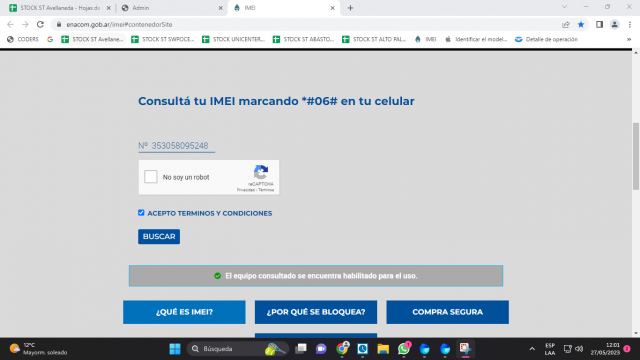 STOCK ST Avellaneda - Hojas de
Admin
IMEI
enacom.gob.ar/imei#contenedorSite
CODERS
STOCK ST Avellane...
STOCK ST SWPOCE...
STOCK UNICENTER...
STOCK ST ABASTO...
STOCK ST ALTO PAL...
IMEI
Identificar el model...
Detalle de operación
Consultá tu IMEI marcando *#06# en tu celular
Nº 353058095248
No soy un robot
reCAPTCHA
Privacidad - Términos
ACEPTO TERMINOS Y CONDICIONES
BUSCAR
El equipo consultado se encuentra habilitado para el uso.
¿QUÉ ES IMEI?
¿POR QUÉ SE BLOQUEA?
COMPRA SEGURA
12°C
Mayorm. soleado
Búsqueda
1
ESP
LAA
12:01
27/05/2023